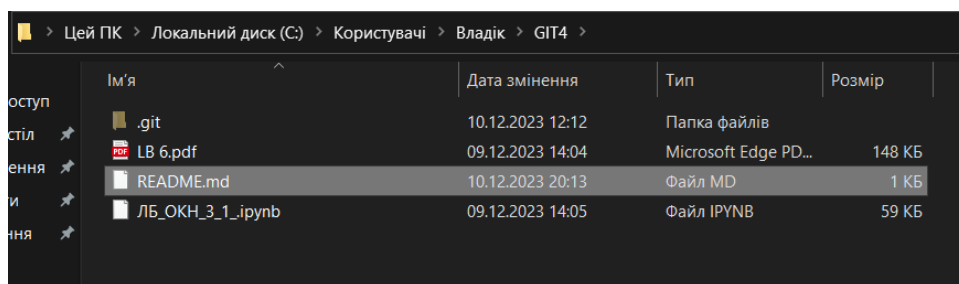 Цей ПК > Локальний диск (C:) > Користувачі > Владік > GIT4 >
Ім'я Дата змінення Тип Розмір
оступ
.git 10.12.2023 12:12 Папка файлів
стіл
PDF LB 6.pdf 09.12.2023 14:04 Microsoft Edge PD... 148 КБ
ення
README.md 10.12.2023 20:13 Файл MD 1 КБ
и
ЛБ_ОКН_3_1_.ipynb 09.12.2023 14:05 Файл IPYNB 59 КБ
ння